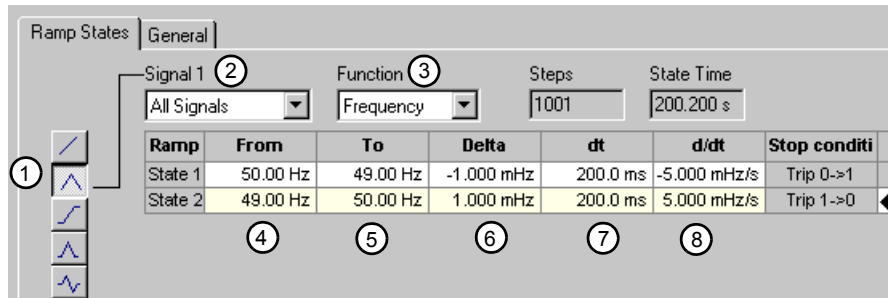 Ramp States General
Signal 1 2 Function 3 Steps State Time
All Signals Frequency 1001 200.200 s
Ramp From To Delta dt d/dt Stop conditi
1
State 1 50.00 Hz 49.00 Hz -1.000 mHz 200.0 ms -5.000 mHz/s Trip 0->1
State 2 49.00 Hz 50.00 Hz 1.000 mHz 200.0 ms 5.000 mHz/s Trip 1->0
4 5 6 7 8